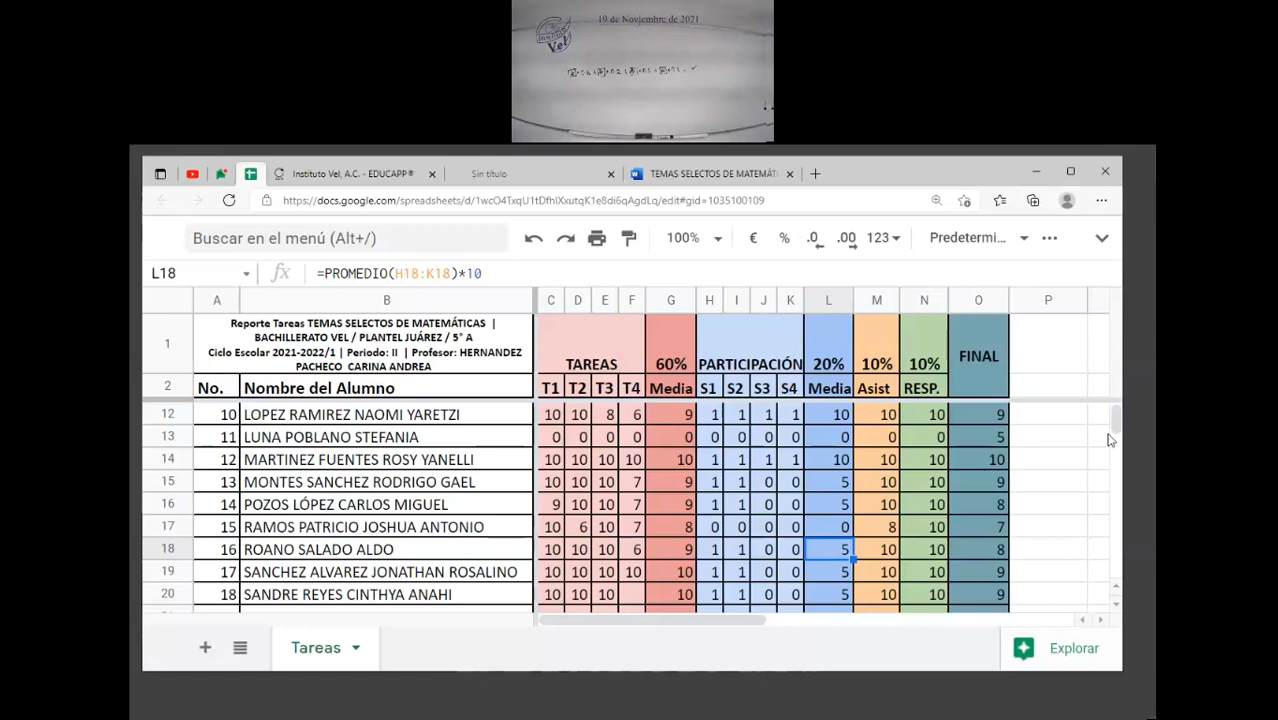 19 de Noviembre de 2021
Instituto
Vel
Instituto Vel, A.C. - EDUCAPP®
Sin título
TEMAS SELECTOS DE MATEMÁTI
https://docs.google.com/spreadsheets/d/1wcO4TxqU1tDfhlXxutqK1e8di6qAgdLq/edit#gid=1035100109
Buscar en el menú (Alt+/)
100%
€ % .0 .00 123
Predetermi...
L18
fx =PROMEDIO(H18:K18)*10
A B C D E F G H I J K L M N O P
1
Reporte Tareas TEMAS SELECTOS DE MATEMÁTICAS |
BACHILLERATO VEL / PLANTEL JUÁREZ / 5° A
Ciclo Escolar 2021-2022/1 | Periodo: II | Profesor: HERNANDEZ
PACHECO CARINA ANDREA
TAREAS 60% PARTICIPACIÓN 20% 10% 10% FINAL
2 No. Nombre del Alumno T1 T2 T3 T4 Media S1 S2 S3 S4 Media Asist RESP.
12 10 LOPEZ RAMIREZ NAOMI YARETZI 10 10 8 6 9 1 1 1 1 10 10 10 9
13 11 LUNA POBLANO STEFANIA 0 0 0 0 0 0 0 0 0 0 0 0 5
14 12 MARTINEZ FUENTES ROSY YANELLI 10 10 10 10 10 1 1 1 1 10 10 10 10
15 13 MONTES SANCHEZ RODRIGO GAEL 10 10 10 7 9 1 1 0 0 5 10 10 9
16 14 POZOS LÓPEZ CARLOS MIGUEL 9 10 10 7 9 1 1 0 0 5 10 10 8
17 15 RAMOS PATRICIO JOSHUA ANTONIO 10 6 10 7 8 0 0 0 0 0 8 10 7
18 16 ROANO SALADO ALDO 10 10 10 6 9 1 1 0 0 5 10 10 8
19 17 SANCHEZ ALVAREZ JONATHAN ROSALINO 10 10 10 10 10 1 1 0 0 5 10 10 9
20 18 SANDRE REYES CINTHYA ANAHI 10 10 10 10 1 1 0 0 5 10 10 9
Tareas
Explorar